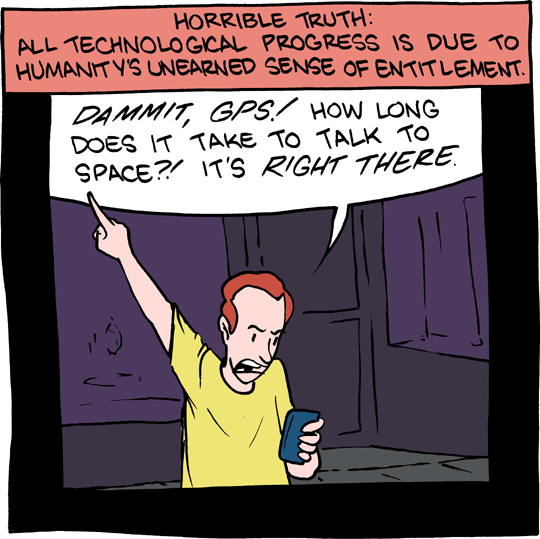 HORRIBLE TRUTH:
ALL TECHNOLOGICAL PROGRESS IS DUE TO
HUMANITY'S UNEARNED SENSE OF ENTITLEMENT.
DAMMIT, GPS! HOW LONG
DOES IT TAKE TO TALK TO
SPACE?! IT'S RIGHT THERE.